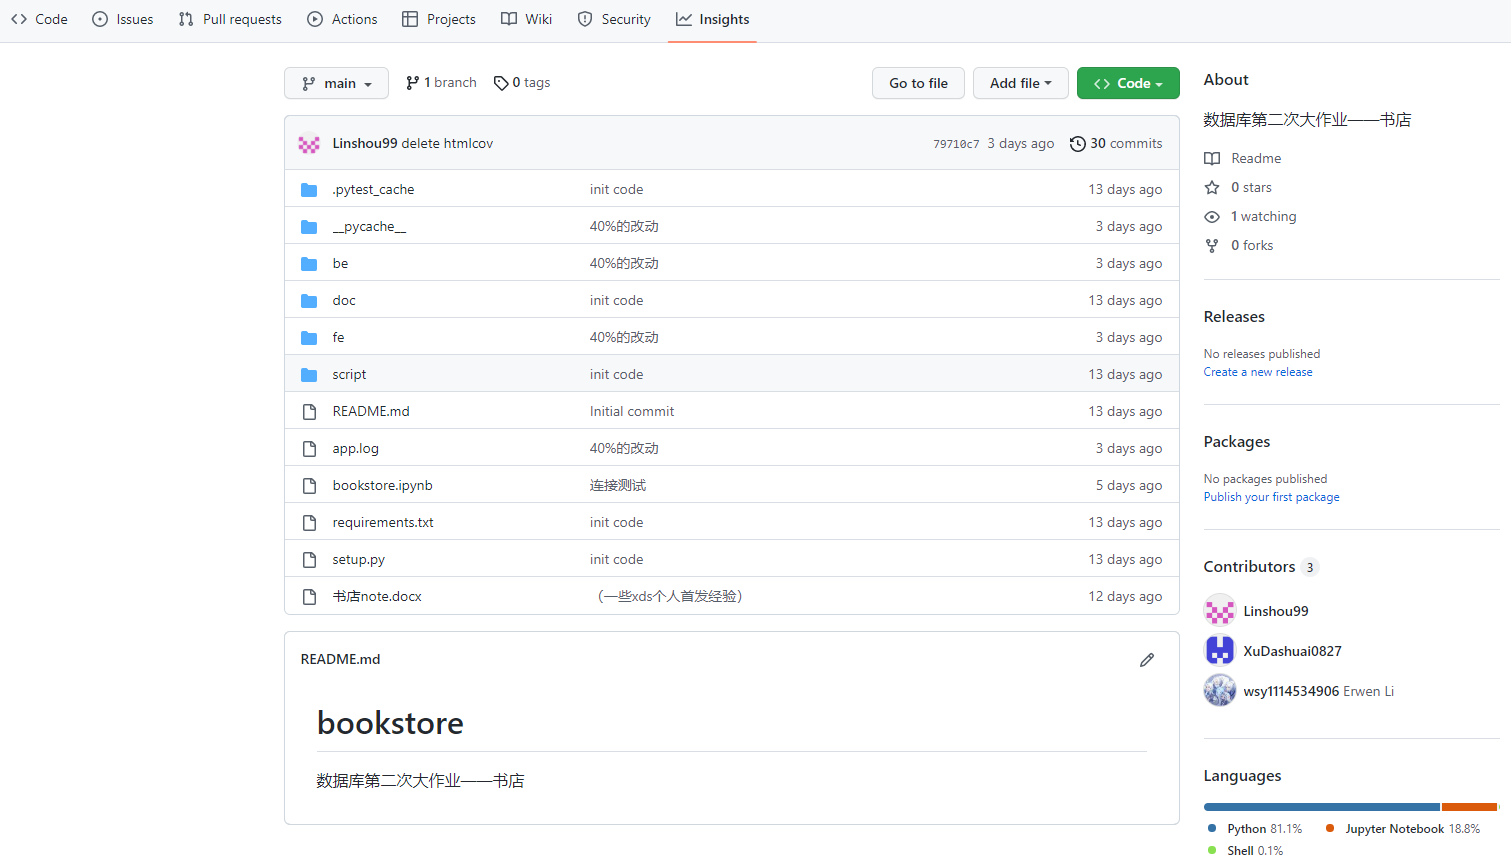 Code Issues Pull requests Actions Projects Wiki Security Insights
main 1 branch 0 tags Go to file Add file Code
Linshou99 delete htmlcov 79710c7 3 days ago 30 commits
.pytest_cache init code 13 days ago
__pycache__ 40%的改动 3 days ago
be 40%的改动 3 days ago
doc init code 13 days ago
fe 40%的改动 3 days ago
script init code 13 days ago
README.md Initial commit 13 days ago
app.log 40%的改动 3 days ago
bookstore.ipynb 连接测试 5 days ago
requirements.txt init code 13 days ago
setup.py init code 13 days ago
书店note.docx （一些xds个人首发经验） 12 days ago
README.md
bookstore
数据库第二次大作业——书店
About
数据库第二次大作业——书店
Readme
0 stars
1 watching
0 forks
Releases
No releases published
Create a new release
Packages
No packages published
Publish your first package
Contributors 3
Linshou99
XuDashuai0827
wsy1114534906 Erwen Li
Languages
Python 81.1% Jupyter Notebook 18.8%
Shell 0.1%